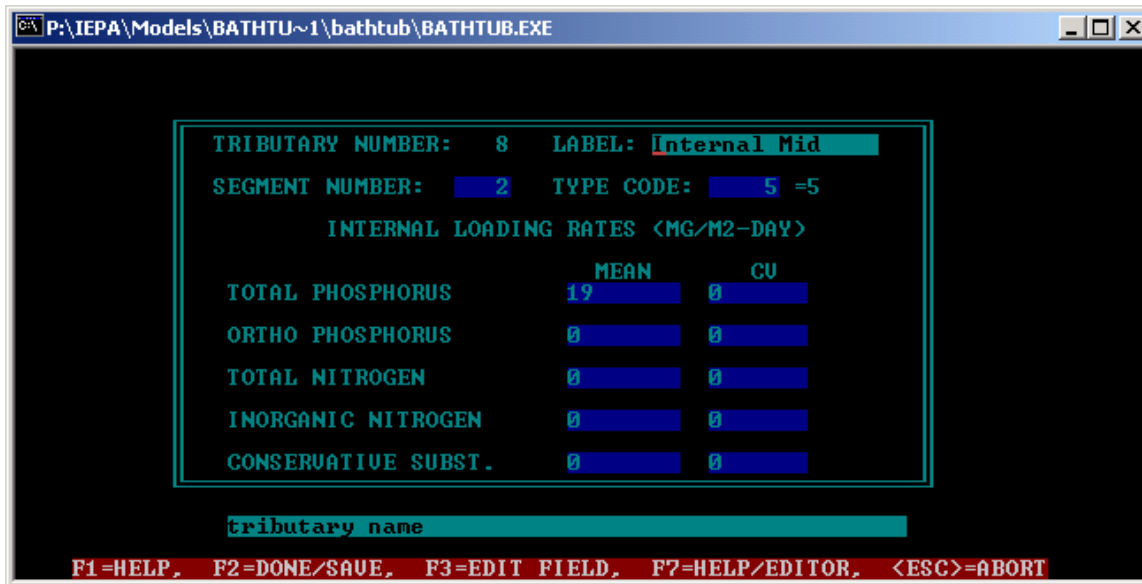 P:\IEPA\Models\BATHTU~1\bathtub\BATHTUB.EXE
TRIBUTARY NUMBER: 8 LABEL: Internal Mid
SEGMENT NUMBER: 2 TYPE CODE: 5 =5
INTERNAL LOADING RATES (MG/M2-DAY)
MEAN CV
TOTAL PHOSPHORUS 19 0
ORTHO PHOSPHORUS 0 0
TOTAL NITROGEN 0 0
INORGANIC NITROGEN 0 0
CONSERVATIVE SUBST. 0 0
tributary name
F1=HELP, F2=DONE/SAVE, F3=EDIT FIELD, F7=HELP/EDITOR, <ESC>=ABORT